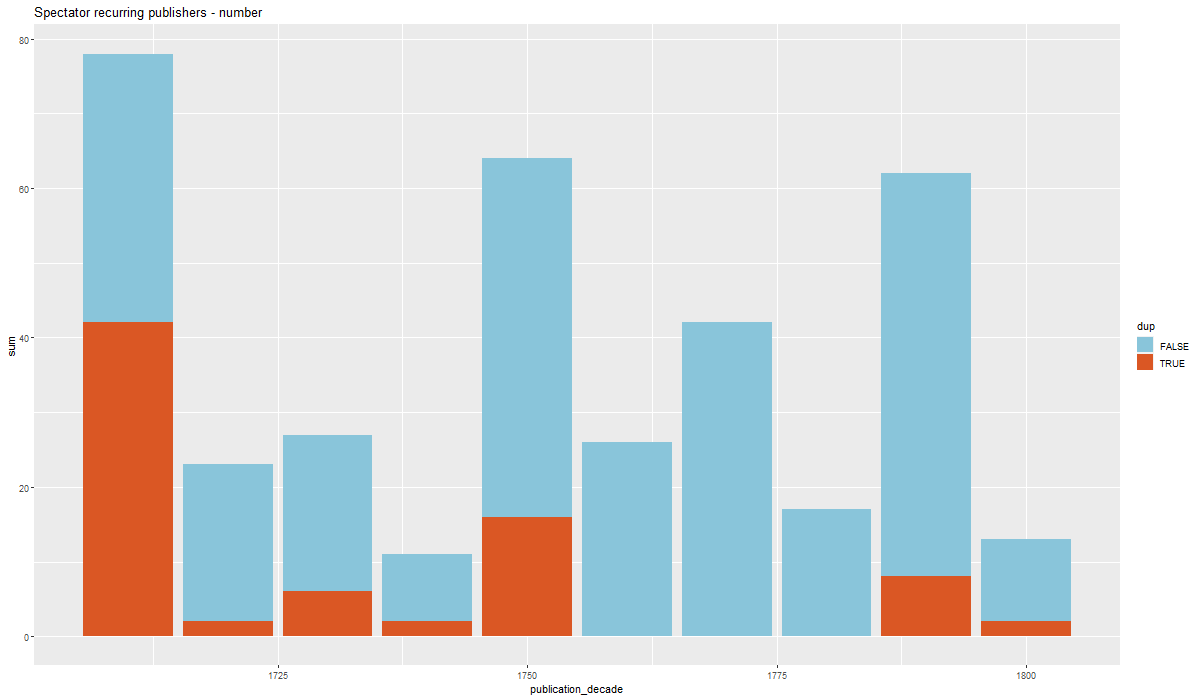 Spectator recurring publishers - number
80
60
40
20
0
sum
1725
1750
1775
1800
publication_decade
dup
FALSE
TRUE